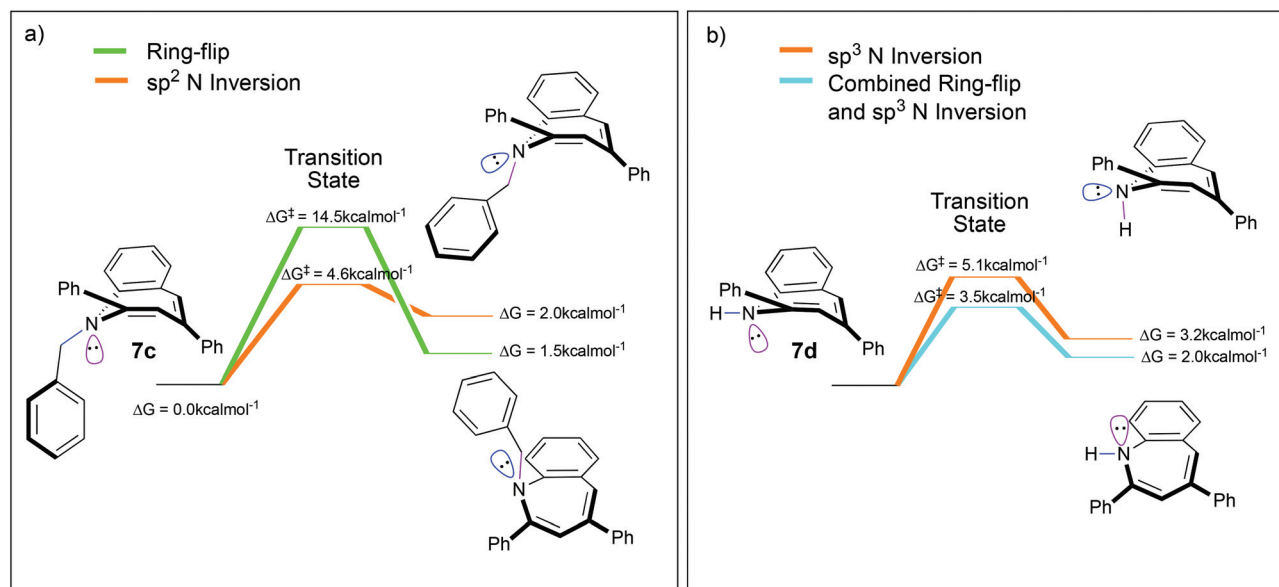 a)
Ring-flip
sp² N Inversion
Ph
N
Ph
Transition
State
ΔG‡ = 14.5kcalmol⁻¹
ΔG‡ = 4.6kcalmol⁻¹
Ph
N
7c
Ph
ΔG = 2.0kcalmol⁻¹
ΔG = 1.5kcalmol⁻¹
ΔG = 0.0kcalmol⁻¹
N
Ph
Ph
b)
sp³ N Inversion
Combined Ring-flip
and sp³ N Inversion
Ph
N
H
Ph
Transition
State
ΔG‡ = 5.1kcalmol⁻¹
ΔG‡ = 3.5kcalmol⁻¹
Ph
H N
7d
Ph
ΔG = 3.2kcalmol⁻¹
ΔG = 2.0kcalmol⁻¹
H N
Ph
Ph